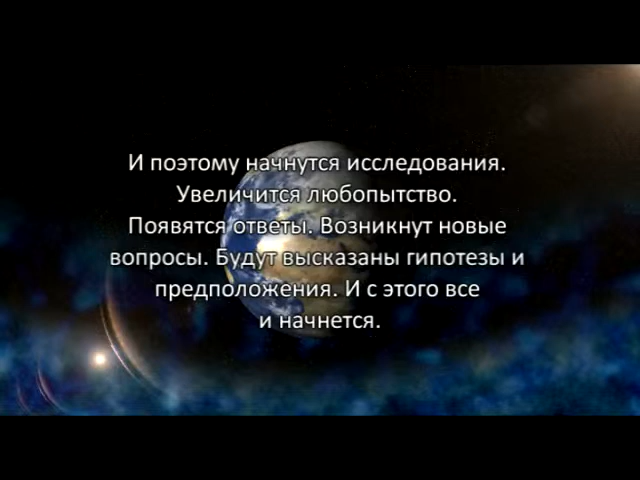 И поэтому начнутся исследования.
Увеличится любопытство.
Появятся ответы. Возникнут новые
вопросы. Будут высказаны гипотезы и
предположения. И с этого все
и начнется.